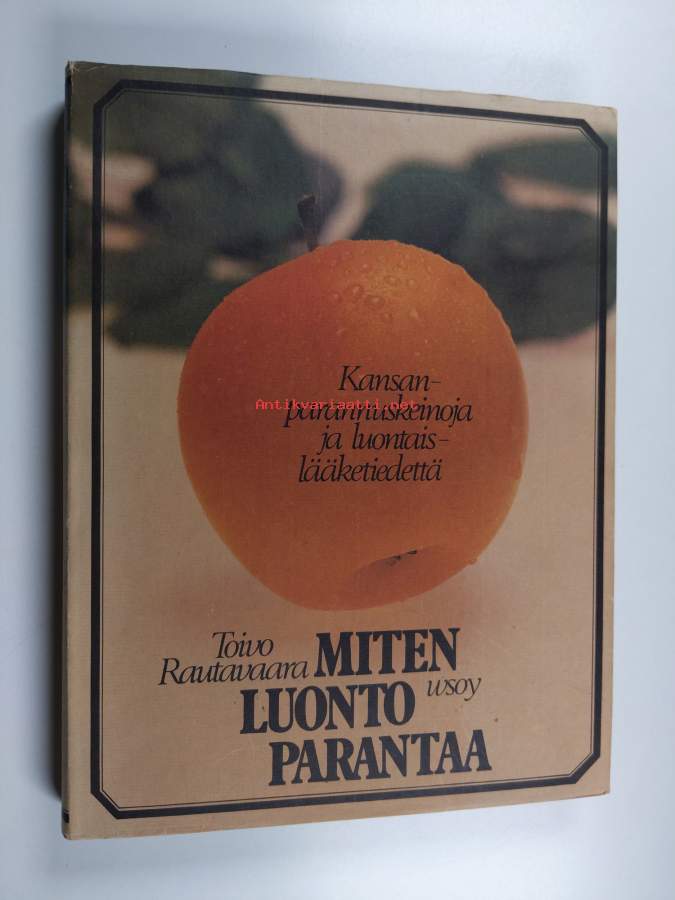 Kansan-
Antikvariaatti.net
parannuskeinoja
ja luontais-
lääketiedettä
Toivo
Rautavaara MITEN
LUONTO wsoy
PARANTAA